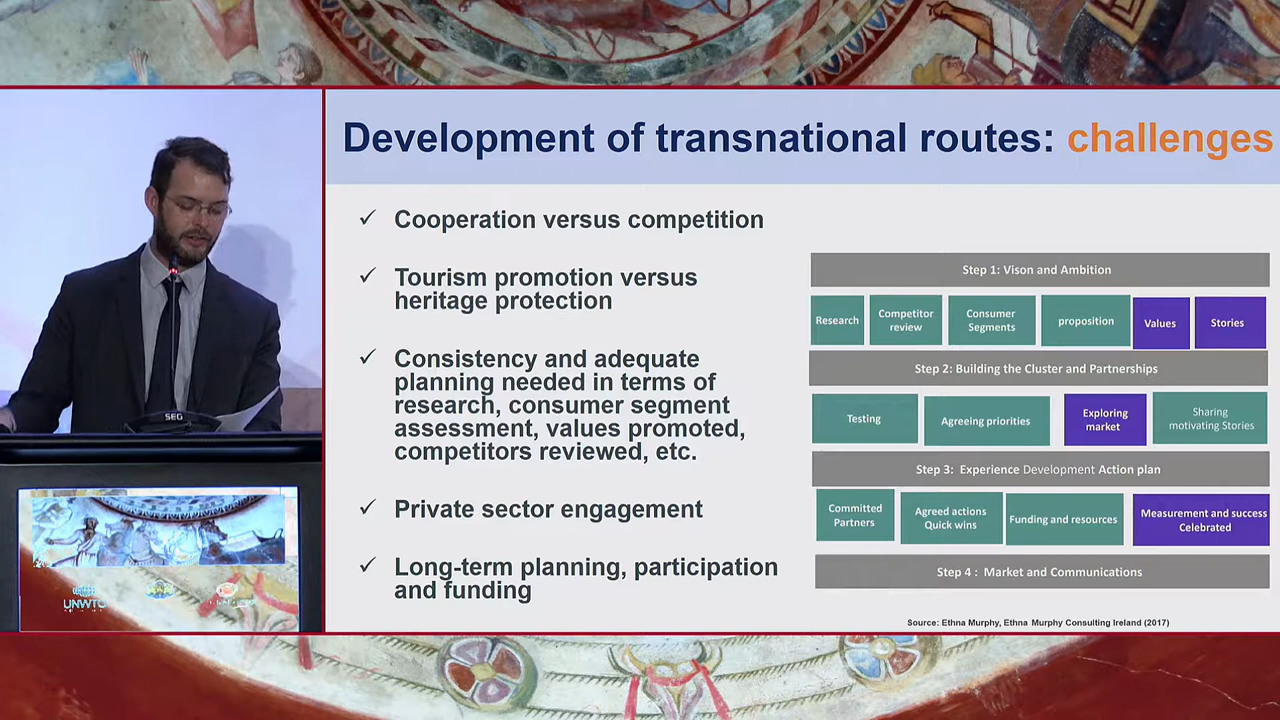 Development of transnational routes: challenges
✓ Cooperation versus competition
✓ Tourism promotion versus
heritage protection
✓ Consistency and adequate
planning needed in terms of
research, consumer segment
assessment, values promoted,
competitors reviewed, etc.
✓ Private sector engagement
✓ Long-term planning, participation
and funding
Step 1: Vison and Ambition
Research
Competitor
review
Consumer
Segments
proposition
Values
Stories
Step 2: Building the Cluster and Partnerships
Testing
Agreeing priorities
Exploring
market
Sharing
motivating Stories
Step 3: Experience Development Action plan
Committed
Partners
Agreed actions
Quick wins
Funding and resources
Measurement and success
Celebrated
Step 4 : Market and Communications
Source: Ethna Murphy, Ethna Murphy Consulting Ireland (2017)
SEG
UNWTO